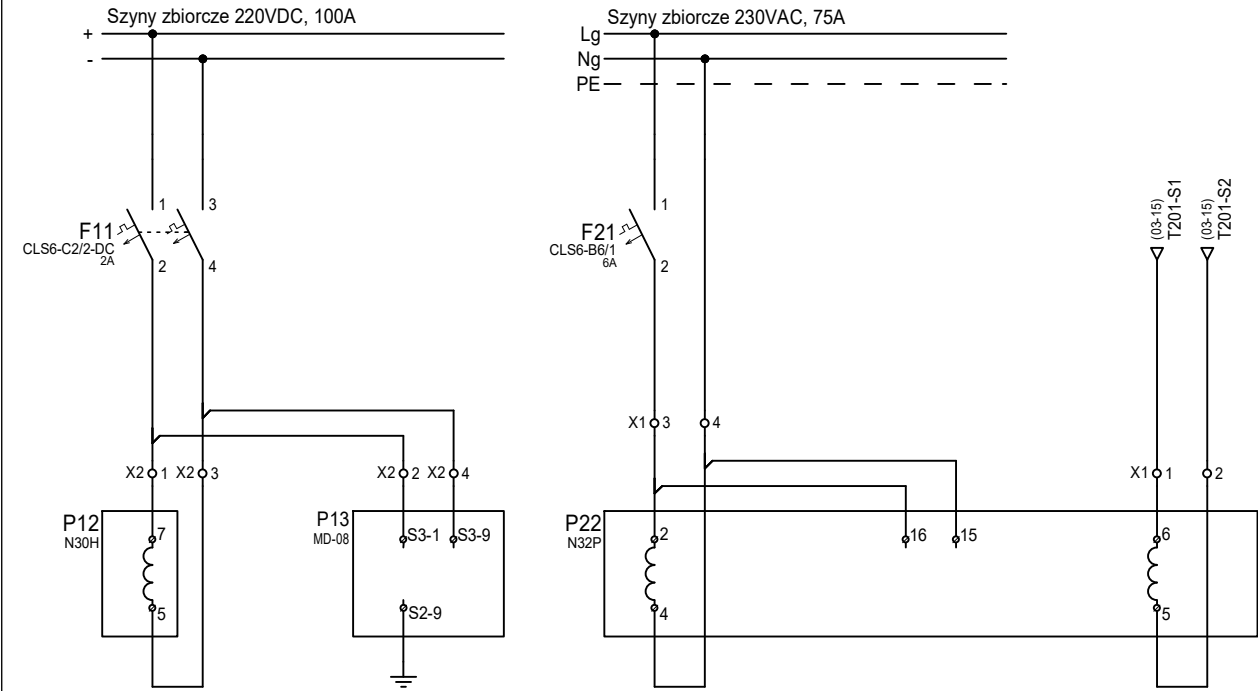 Szyny zbiorcze 220VDC, 100A
+
-
Szyny zbiorcze 230VAC, 75A
Lg
Ng
PE
1
3
F11
CLS6-C2/2-DC
2A
2
4
1
F21
CLS6-B6/1
6A
2
(03-15)
T201-S1
(03-15)
T201-S2
X1 3
4
X2 1
X2 3
X2 2
X2 4
X1 1
2
P12
N30H
7
5
P13
MD-08
S3-1
S3-9
S2-9
P22
N32P
2
4
16
15
6
5